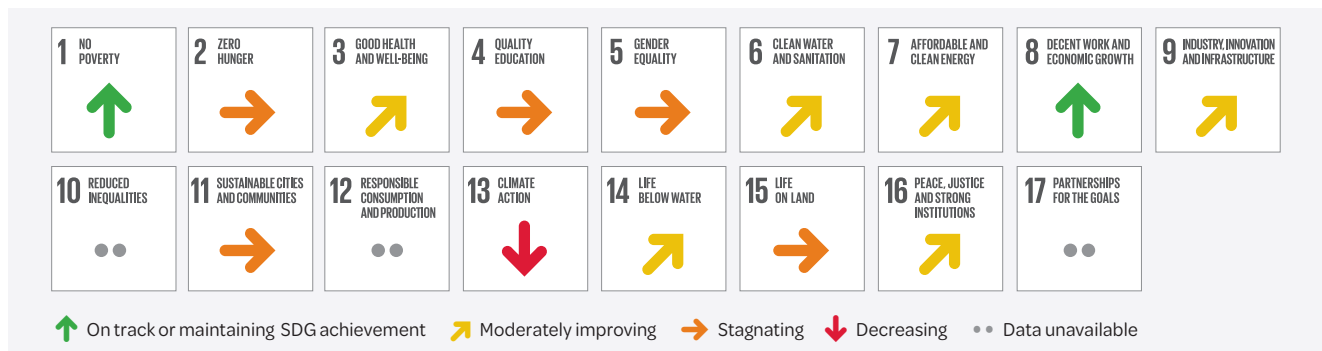 1 NO
POVERTY
2 ZERO
HUNGER
3 GOOD HEALTH
AND WELL-BEING
4 QUALITY
EDUCATION
5 GENDER
EQUALITY
6 CLEAN WATER
AND SANITATION
7 AFFORDABLE AND
CLEAN ENERGY
8 DECENT WORK AND
ECONOMIC GROWTH
9 INDUSTRY, INNOVATION
AND INFRASTRUCTURE
10 REDUCED
INEQUALITIES
11 SUSTAINABLE CITIES
AND COMMUNITIES
12 RESPONSIBLE
CONSUMPTION
AND PRODUCTION
13 CLIMATE
ACTION
14 LIFE
BELOW WATER
15 LIFE
ON LAND
16 PEACE, JUSTICE
AND STRONG
INSTITUTIONS
17 PARTNERSHIPS
FOR THE GOALS
On track or maintaining SDG achievement Moderately improving Stagnating Decreasing Data unavailable